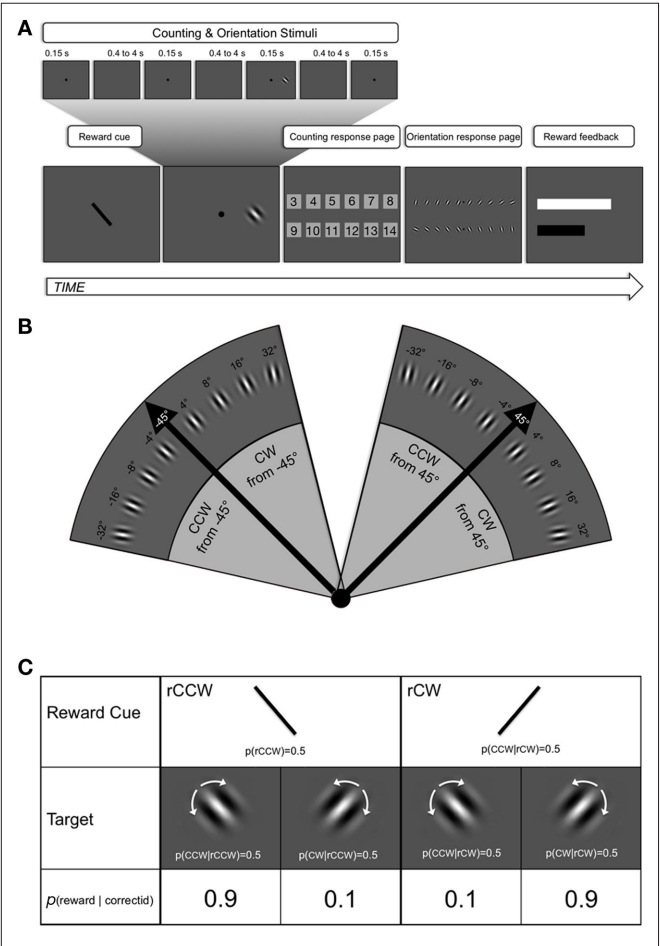 A
Counting & Orientation Stimuli
0.15 s 0.4 to 4 s 0.15 s 0.4 to 4 s 0.15 s 0.4 to 4 s 0.15 s
Reward cue Counting response page Orientation response page Reward feedback
3 4 5 6 7 8
9 10 11 12 13 14
TIME
B
-32° -16° -8° -4° -45° 4° 8° 16° 32°
CCW
from -45°
CW
from -45°
-32° -16° -8° -4° 45° 4° 8° 16° 32°
CCW
from 45°
CW
from 45°
C
Reward Cue
rCCW
p(rCCW)=0.5
rCW
p(CCW|rCW)=0.5
Target
p(CCW|rCCW)=0.5 p(CW|rCCW)=0.5 p(CCW|rCW)=0.5 p(CW|rCW)=0.5
p(reward | correctid) 0.9 0.1 0.1 0.9